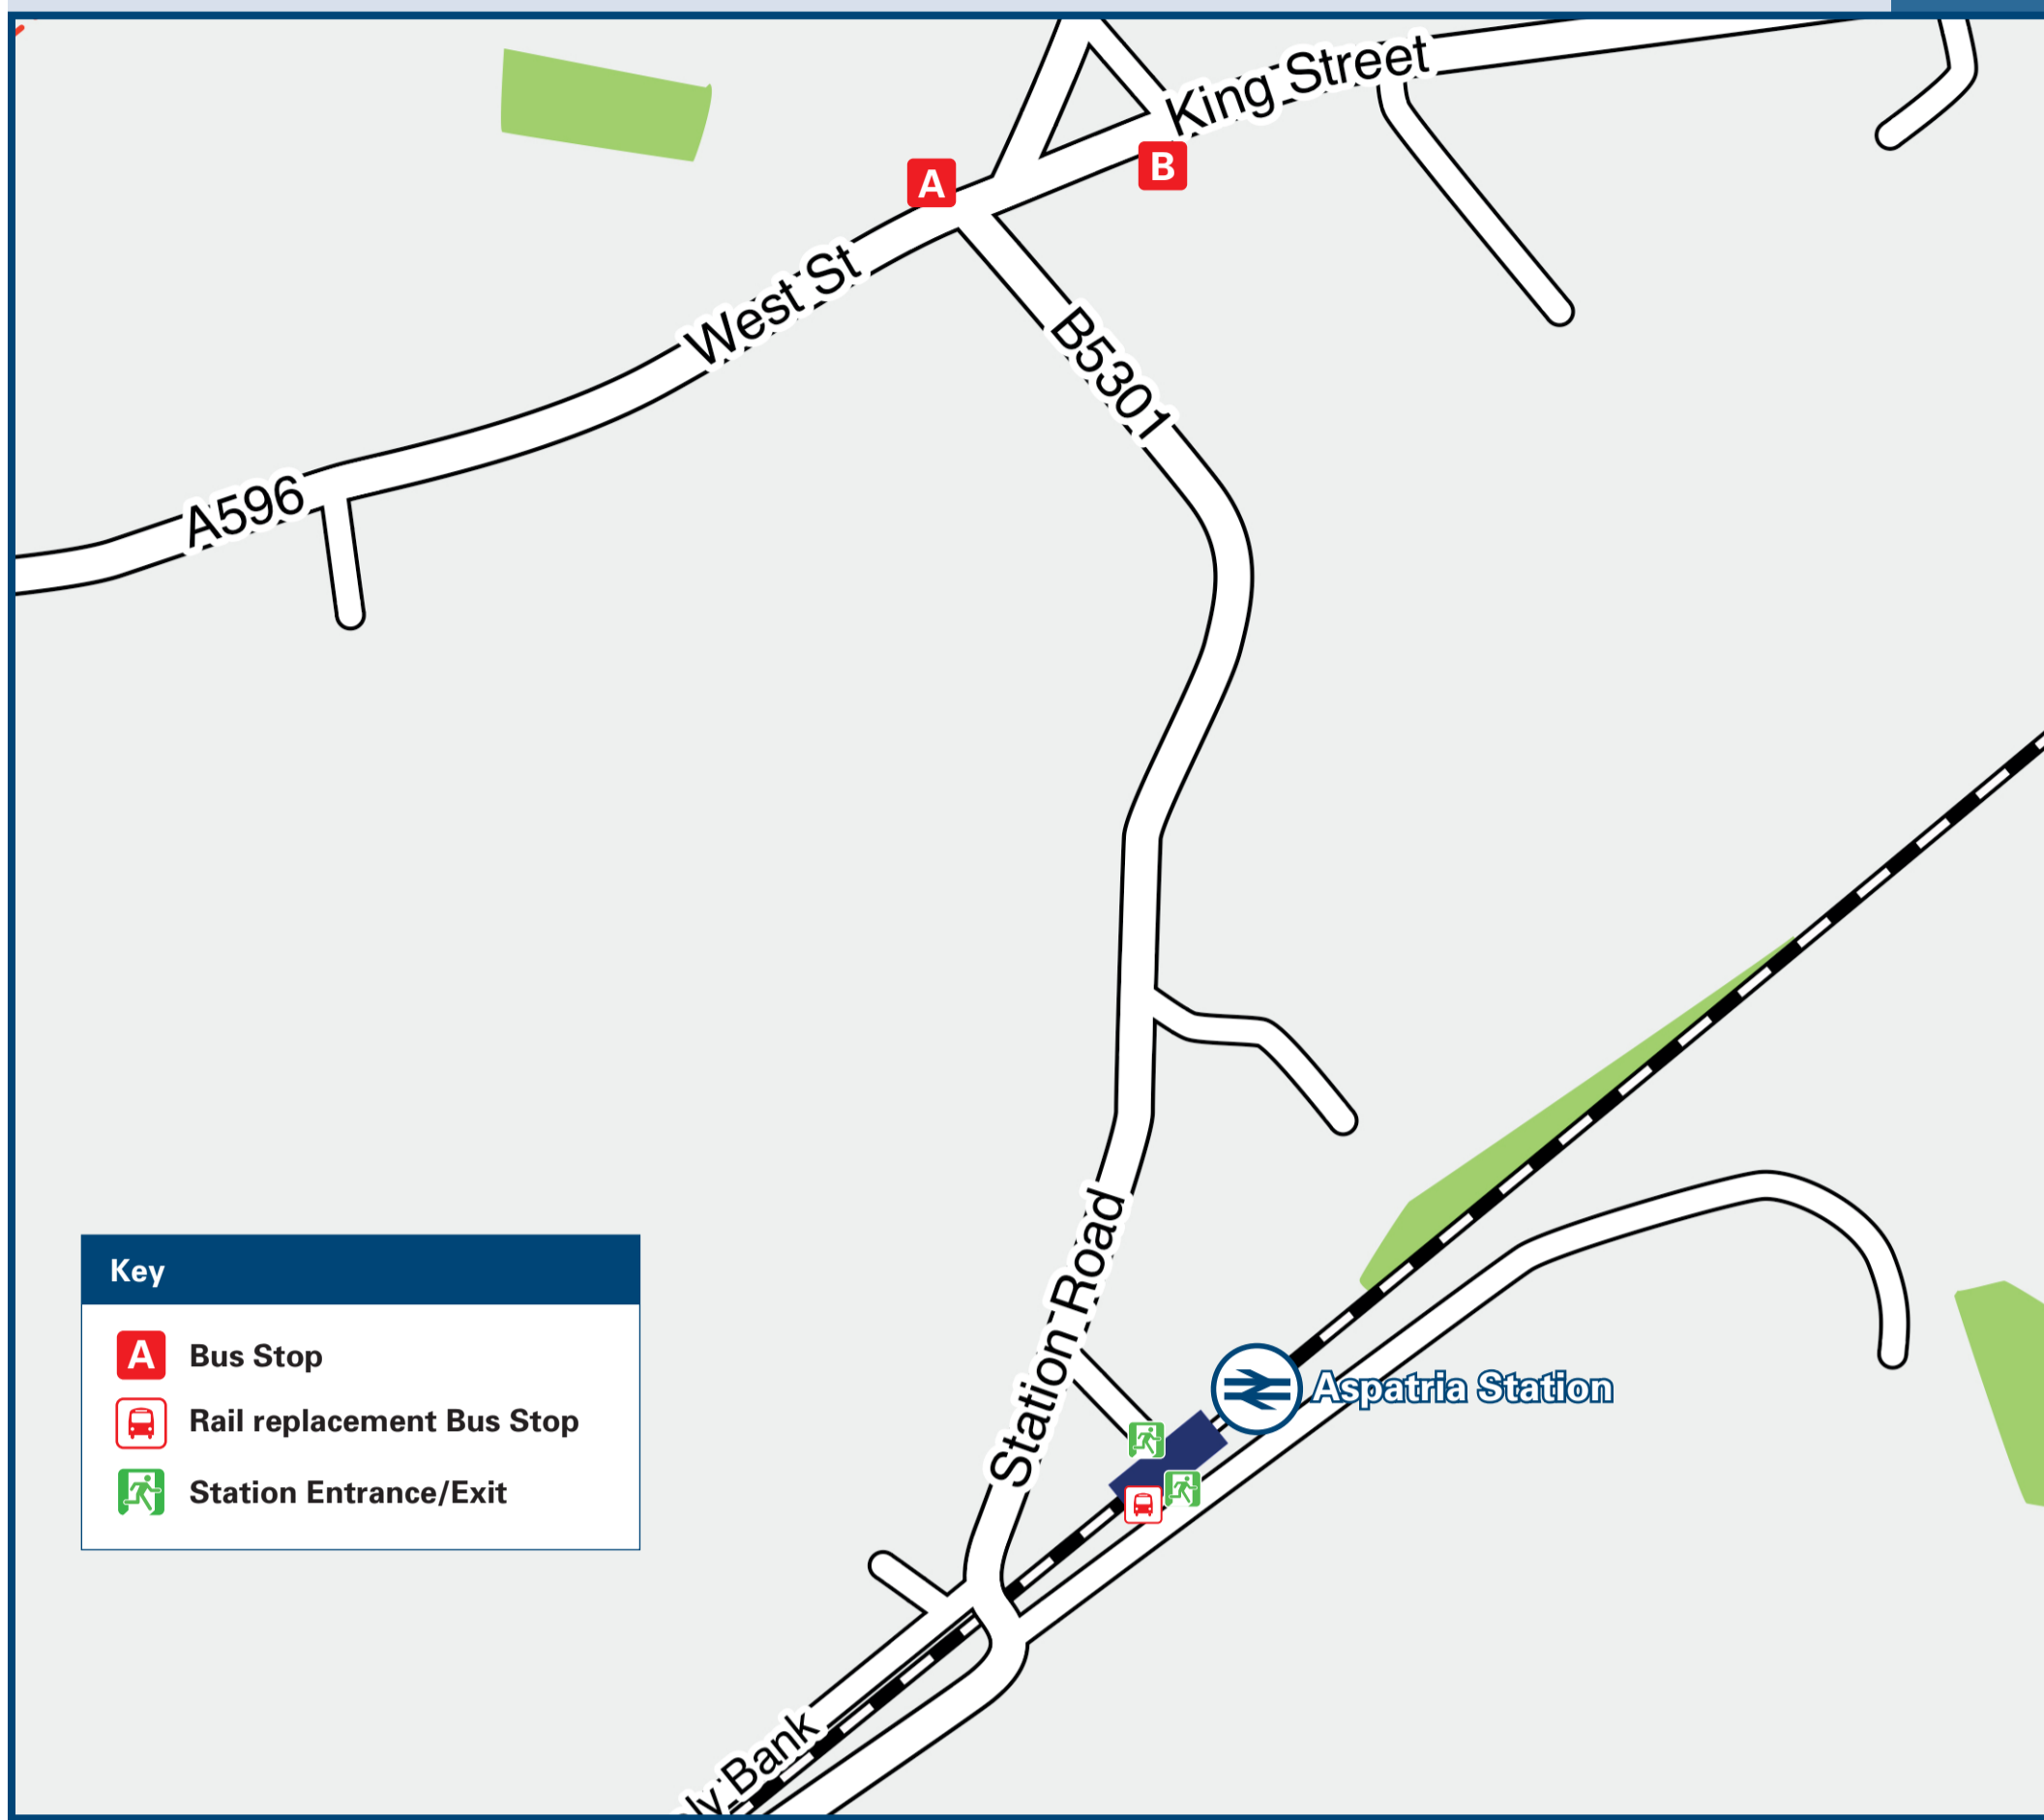 King Street
A
B
West St
B5301
A596
Station Road
Key
A Bus Stop
Rail replacement Bus Stop
Station Entrance/Exit
Aspatria Station
Bank